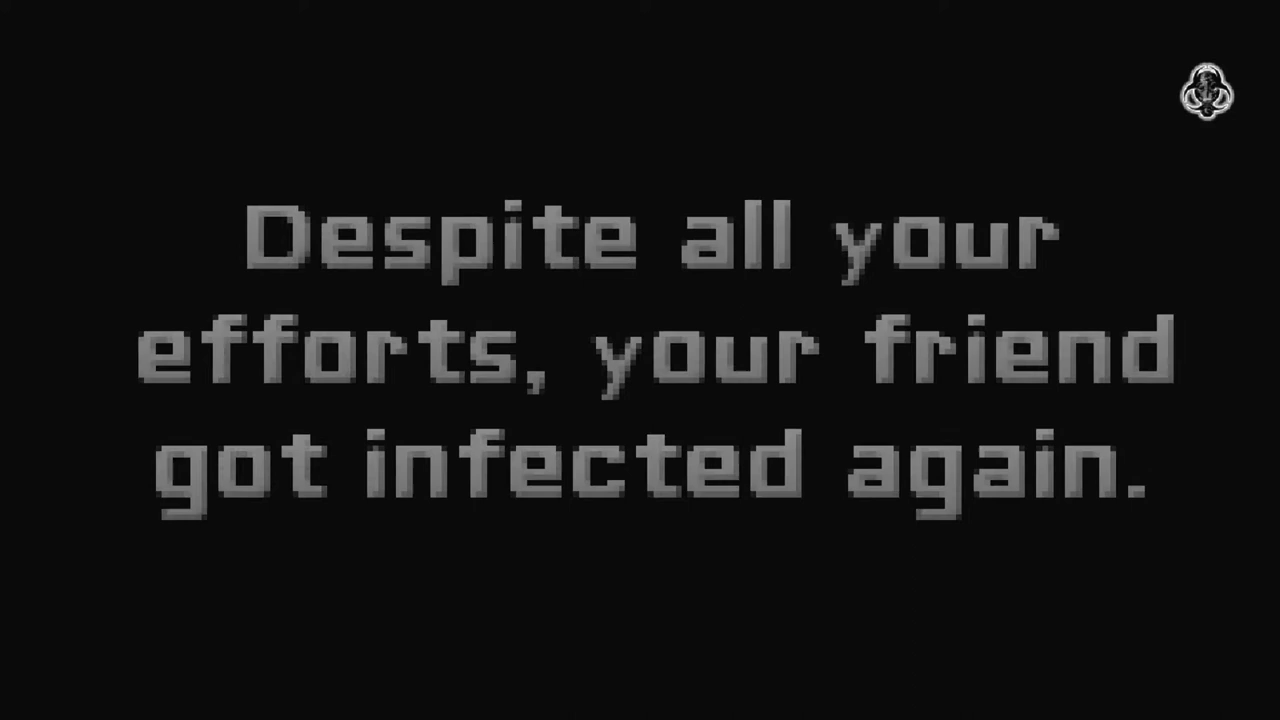 Despite all your
efforts, your friend
got infected again.